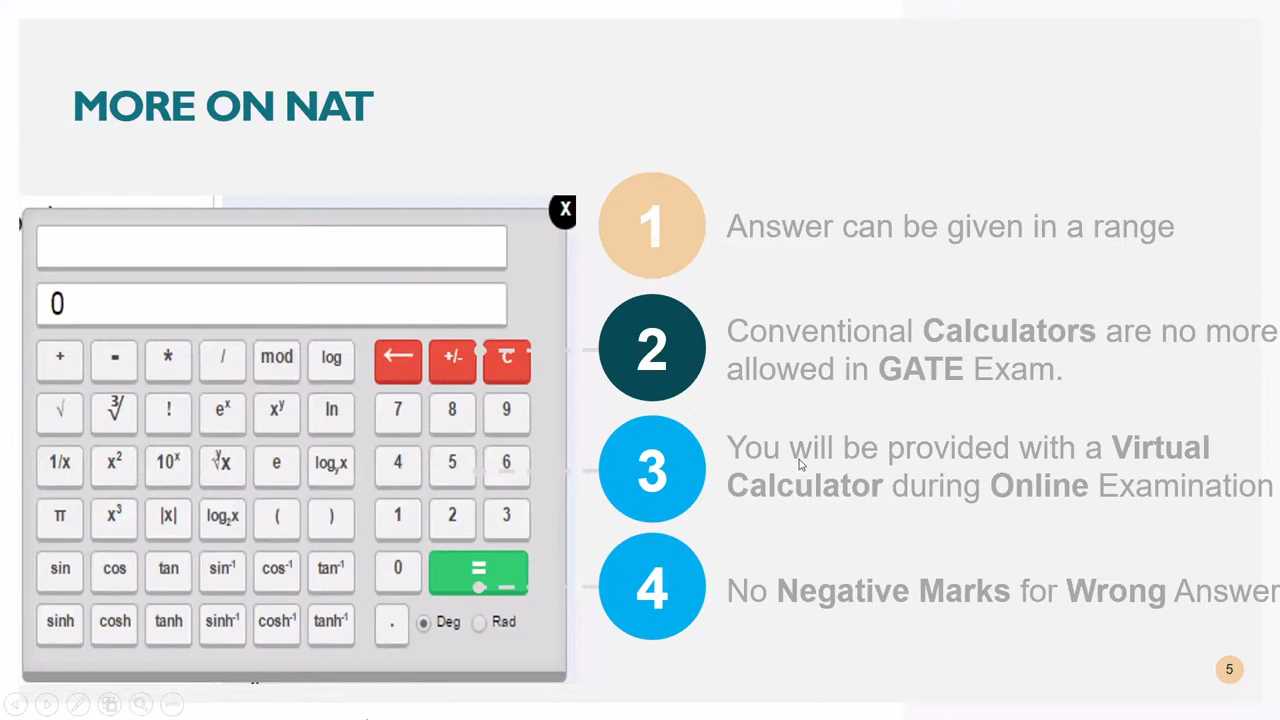 MORE ON NAT
X
0
+ - * / mod log ← +/- C
√ ³√ ! eˣ xʸ ln 7 8 9
1/x x² 10ˣ ʸ√x e logᵧx 4 5 6
π x³ |x| log₂x ( ) 1 2 3
sin cos tan sin⁻¹ cos⁻¹ tan⁻¹ 0 =
sinh cosh tanh sinh⁻¹ cosh⁻¹ tanh⁻¹ . Deg Rad
1 Answer can be given in a range
2 Conventional Calculators are no more
allowed in GATE Exam.
3 You will be provided with a Virtual
Calculator during Online Examination
4 No Negative Marks for Wrong Answer
5